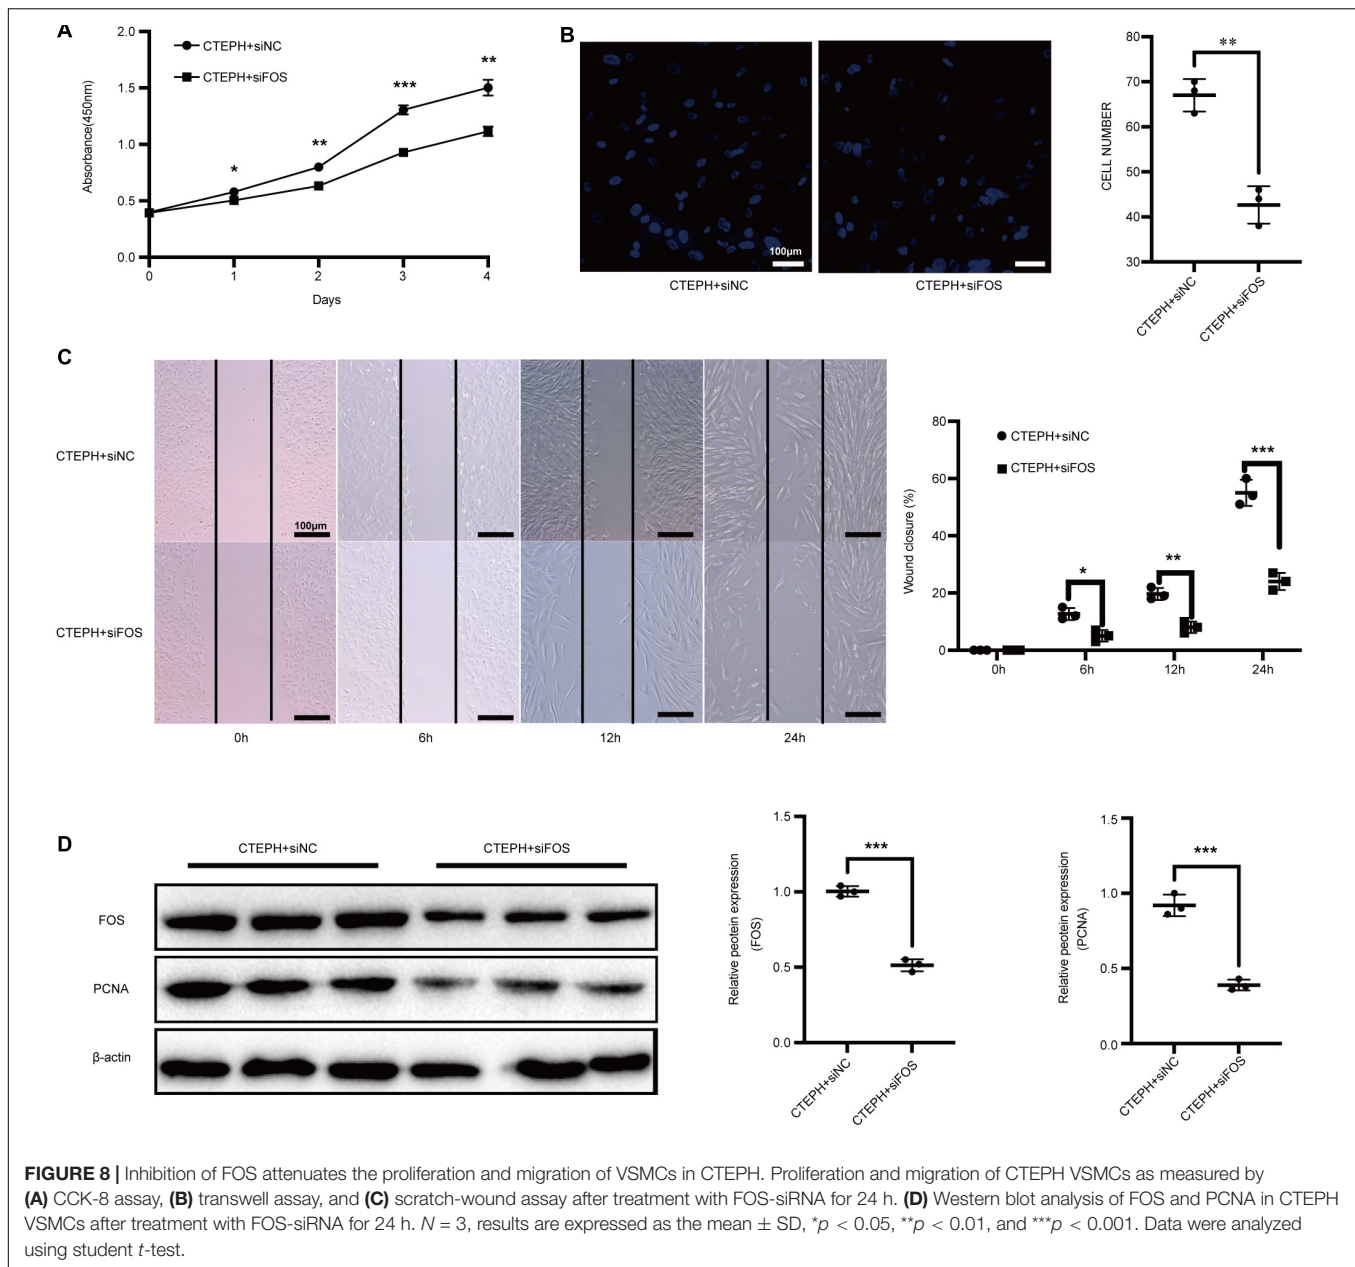 A
2.0
1.5
1.0
0.5
0.0
Absorbance(450nm)
CTEPH+siNC
CTEPH+siFOS
*
**
***
**
0 1 2 3 4
Days
B
100μm
CTEPH+siNC
CTEPH+siFOS
80
70
60
50
40
30
CELL NUMBER
**
CTEPH+siNC
CTEPH+siFOS
C
CTEPH+siNC
100μm
CTEPH+siFOS
0h 6h 12h 24h
80
60
40
20
0
Wound closure (%)
CTEPH+siNC
CTEPH+siFOS
*
**
***
0h 6h 12h 24h
D
CTEPH+siNC CTEPH+siFOS
FOS
PCNA
β-actin
1.5
1.0
0.5
0.0
Relative peotein expression
(FOS)
***
CTEPH+siNC
CTEPH+siFOS
1.5
1.0
0.5
0.0
Relative peotein expression
(PCNA)
***
CTEPH+siNC
CTEPH+siFOS
FIGURE 8 | Inhibition of FOS attenuates the proliferation and migration of VSMCs in CTEPH. Proliferation and migration of CTEPH VSMCs as measured by
(A) CCK-8 assay, (B) transwell assay, and (C) scratch-wound assay after treatment with FOS-siRNA for 24 h. (D) Western blot analysis of FOS and PCNA in CTEPH
VSMCs after treatment with FOS-siRNA for 24 h. N = 3, results are expressed as the mean ± SD, *p < 0.05, **p < 0.01, and ***p < 0.001. Data were analyzed
using student t-test.